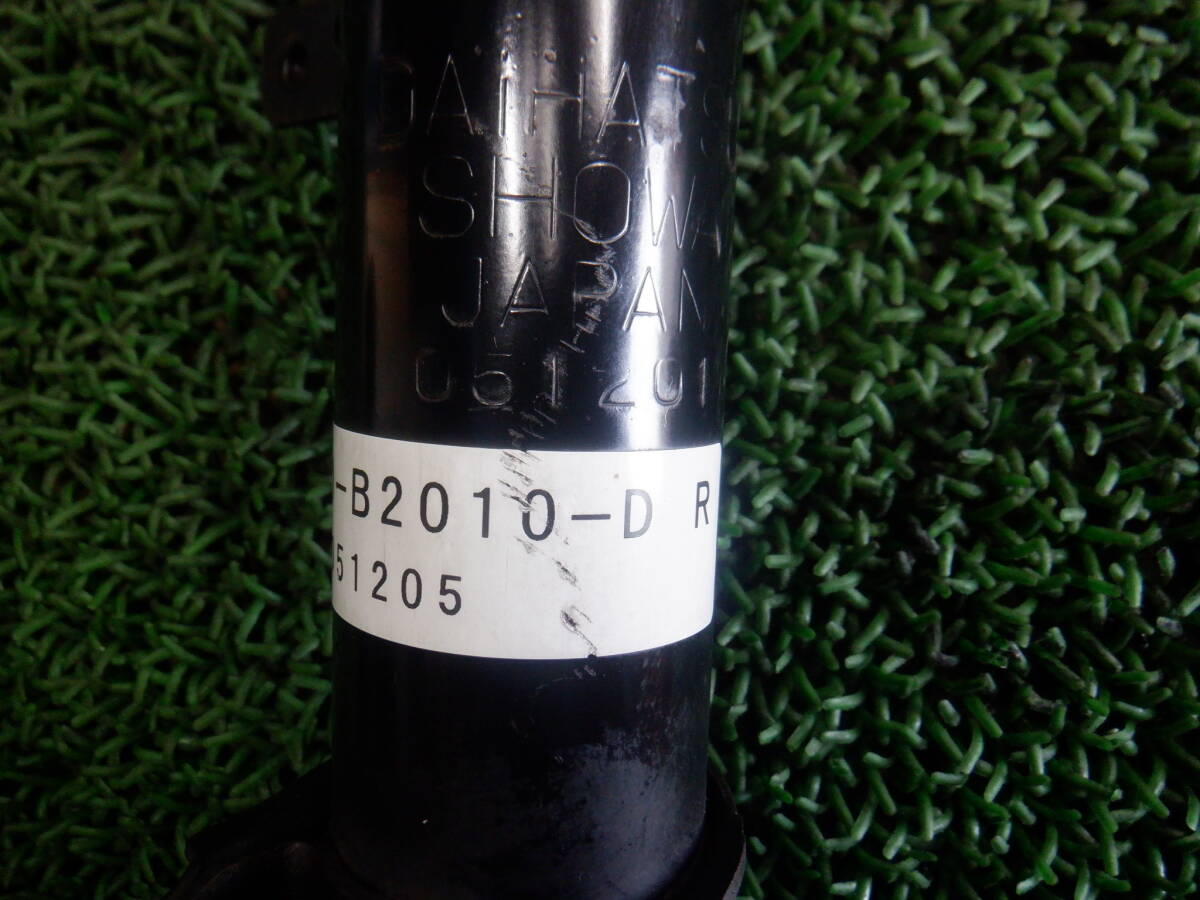 DAIHATS
SHOWA
JAPAN
051201
-B2010-D R
51205